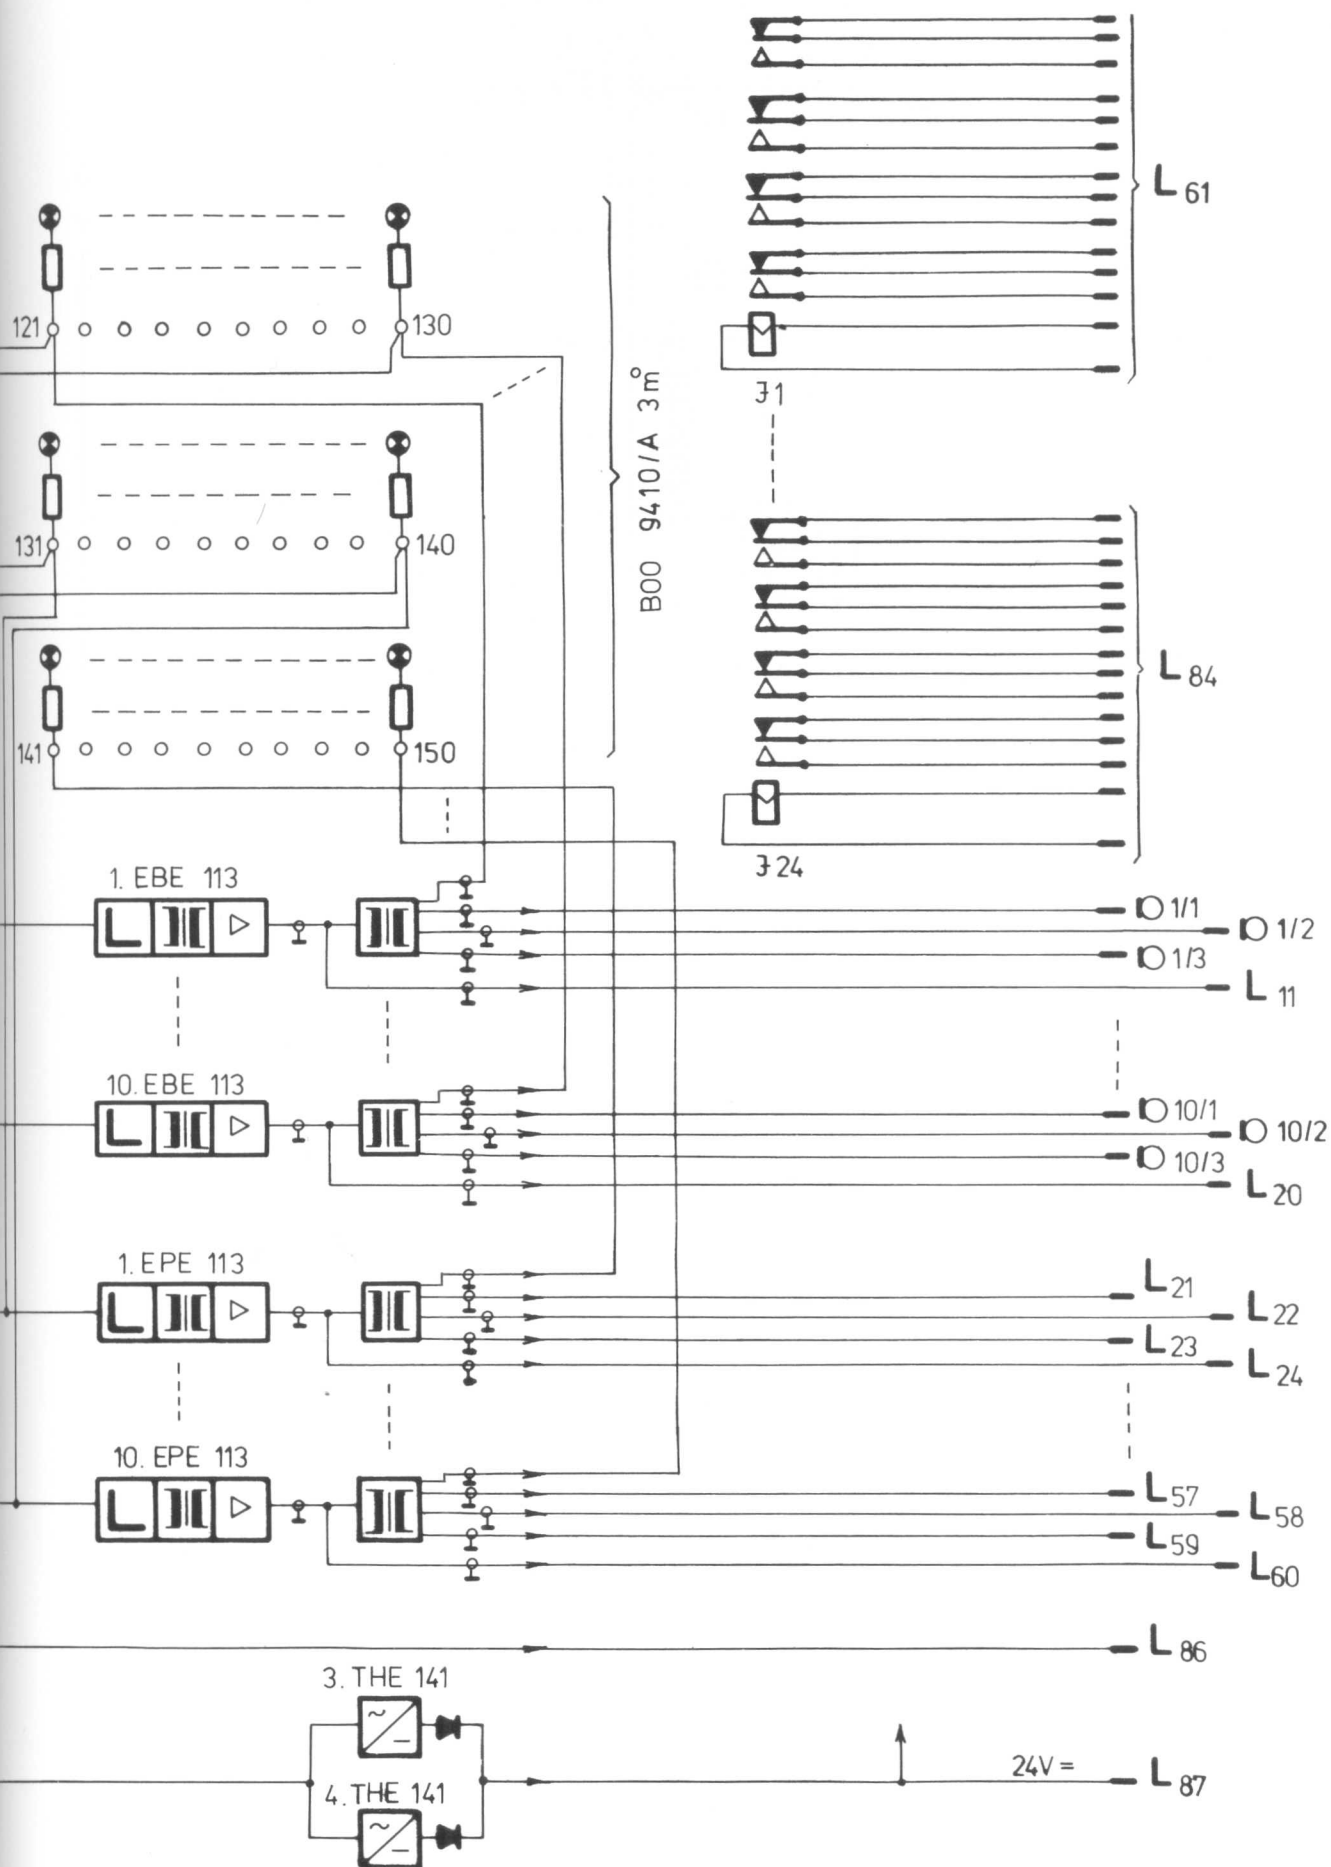 L 61
121
130
J1
B00 9410/A 3m°
131
140
L 84
141
150
J24
1. EBE 113
1/1
1/2
1/3
L 11
10. EBE 113
10/1
10/2
10/3
L 20
1. EPE 113
L 21
L 22
L 23
L 24
10. EPE 113
L 57
L 58
L 59
L 60
L 86
3. THE 141
24V =
L 87
4. THE 141